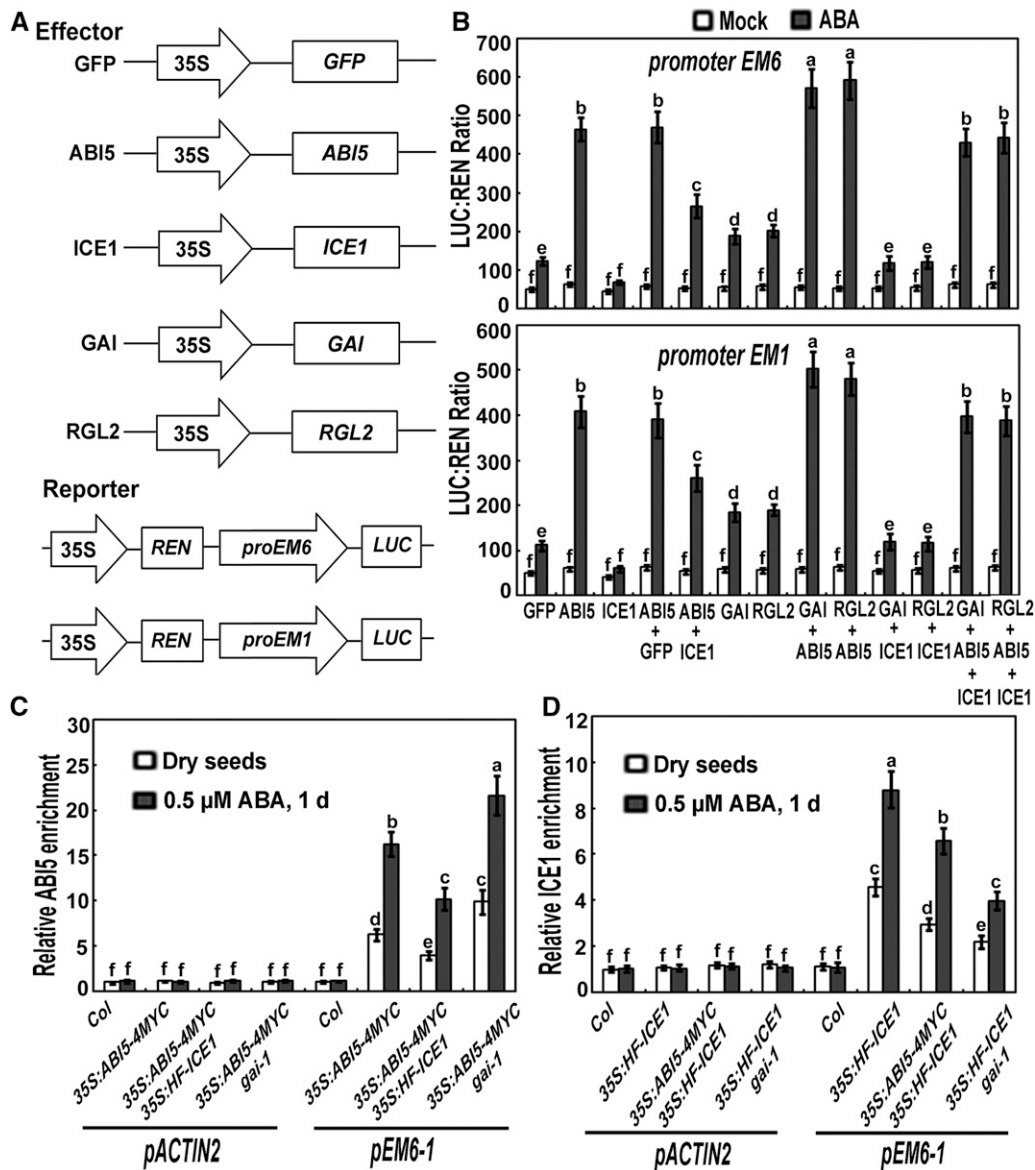 A
Effector
GFP
35S
GFP
ABI5
35S
ABI5
ICE1
35S
ICE1
GAI
35S
GAI
RGL2
35S
RGL2
Reporter
35S
REN
proEM6
LUC
35S
REN
proEM1
LUC
B
Mock
ABA
promoter EM6
LUC:REN Ratio
700
600
500
400
300
200
100
0
f e f b f f f b f c f d f d f a f a f e f e f b f b
promoter EM1
LUC:REN Ratio
600
500
400
300
200
100
0
f e f b f f f b f c f d f d f a f a f e f e f b f b
GFP
ABI5
ICE1
ABI5
+
GFP
ABI5
+
ICE1
GAI
RGL2
GAI
+
ABI5
RGL2
+
ABI5
GAI
+
ICE1
RGL2
+
ICE1
GAI
+
ABI5
+
ICE1
RGL2
+
ABI5
+
ICE1
C
Dry seeds
0.5 µM ABA, 1 d
Relative ABI5 enrichment
30
25
20
15
10
5
0
f f f f f f f f f f d b e c c a
Col
35S:ABI5-4MYC
35S:ABI5-4MYC
35S:HF-ICE1
35S:ABI5-4MYC
gai-1
Col
35S:ABI5-4MYC
35S:ABI5-4MYC
35S:HF-ICE1
35S:ABI5-4MYC
gai-1
pACTIN2
pEM6-1
D
Dry seeds
0.5 µM ABA, 1 d
Relative ICE1 enrichment
12
10
8
6
4
2
0
f f f f f f f f f f c a d b e c
Col
35S:HF-ICE1
35S:ABI5-4MYC
35S:HF-ICE1
35S:HF-ICE1
gai-1
Col
35S:HF-ICE1
35S:ABI5-4MYC
35S:HF-ICE1
35S:HF-ICE1
gai-1
pACTIN2
pEM6-1